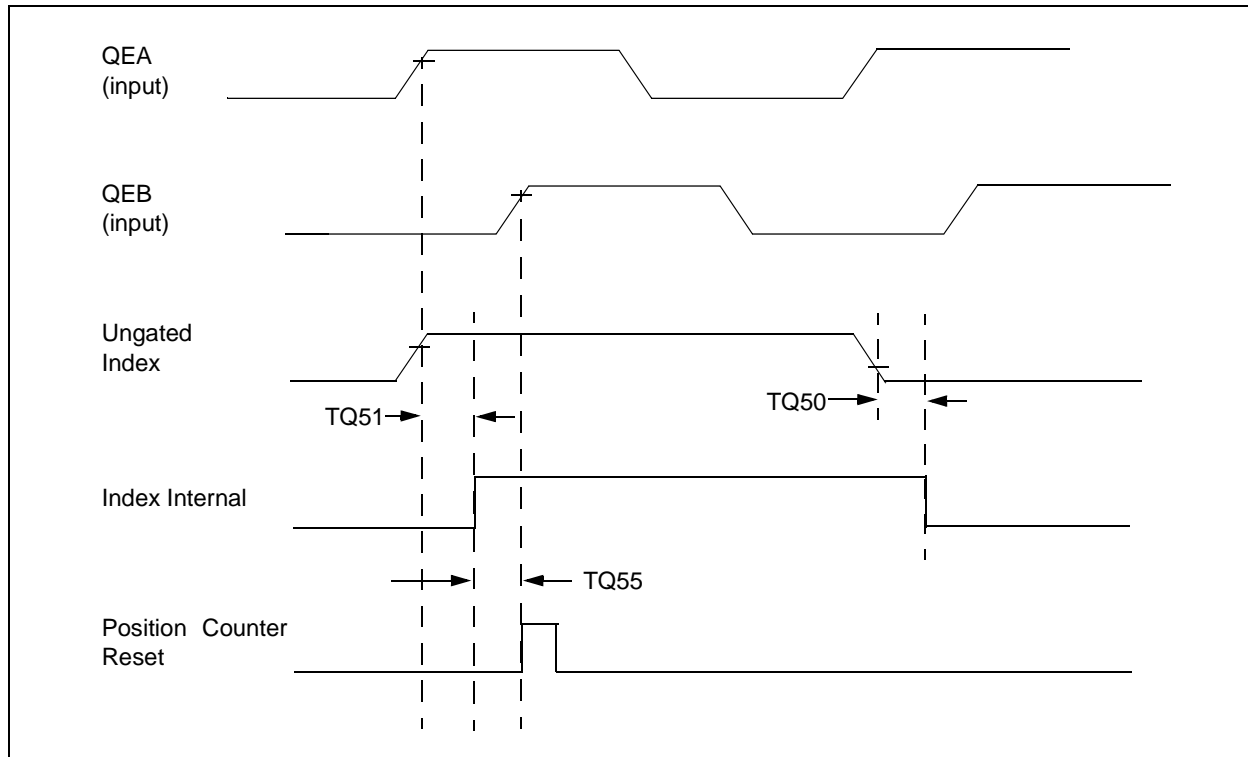 QEA
(input)
QEB
(input)
Ungated
Index
TQ51
TQ50
Index Internal
TQ55
Position Counter
Reset